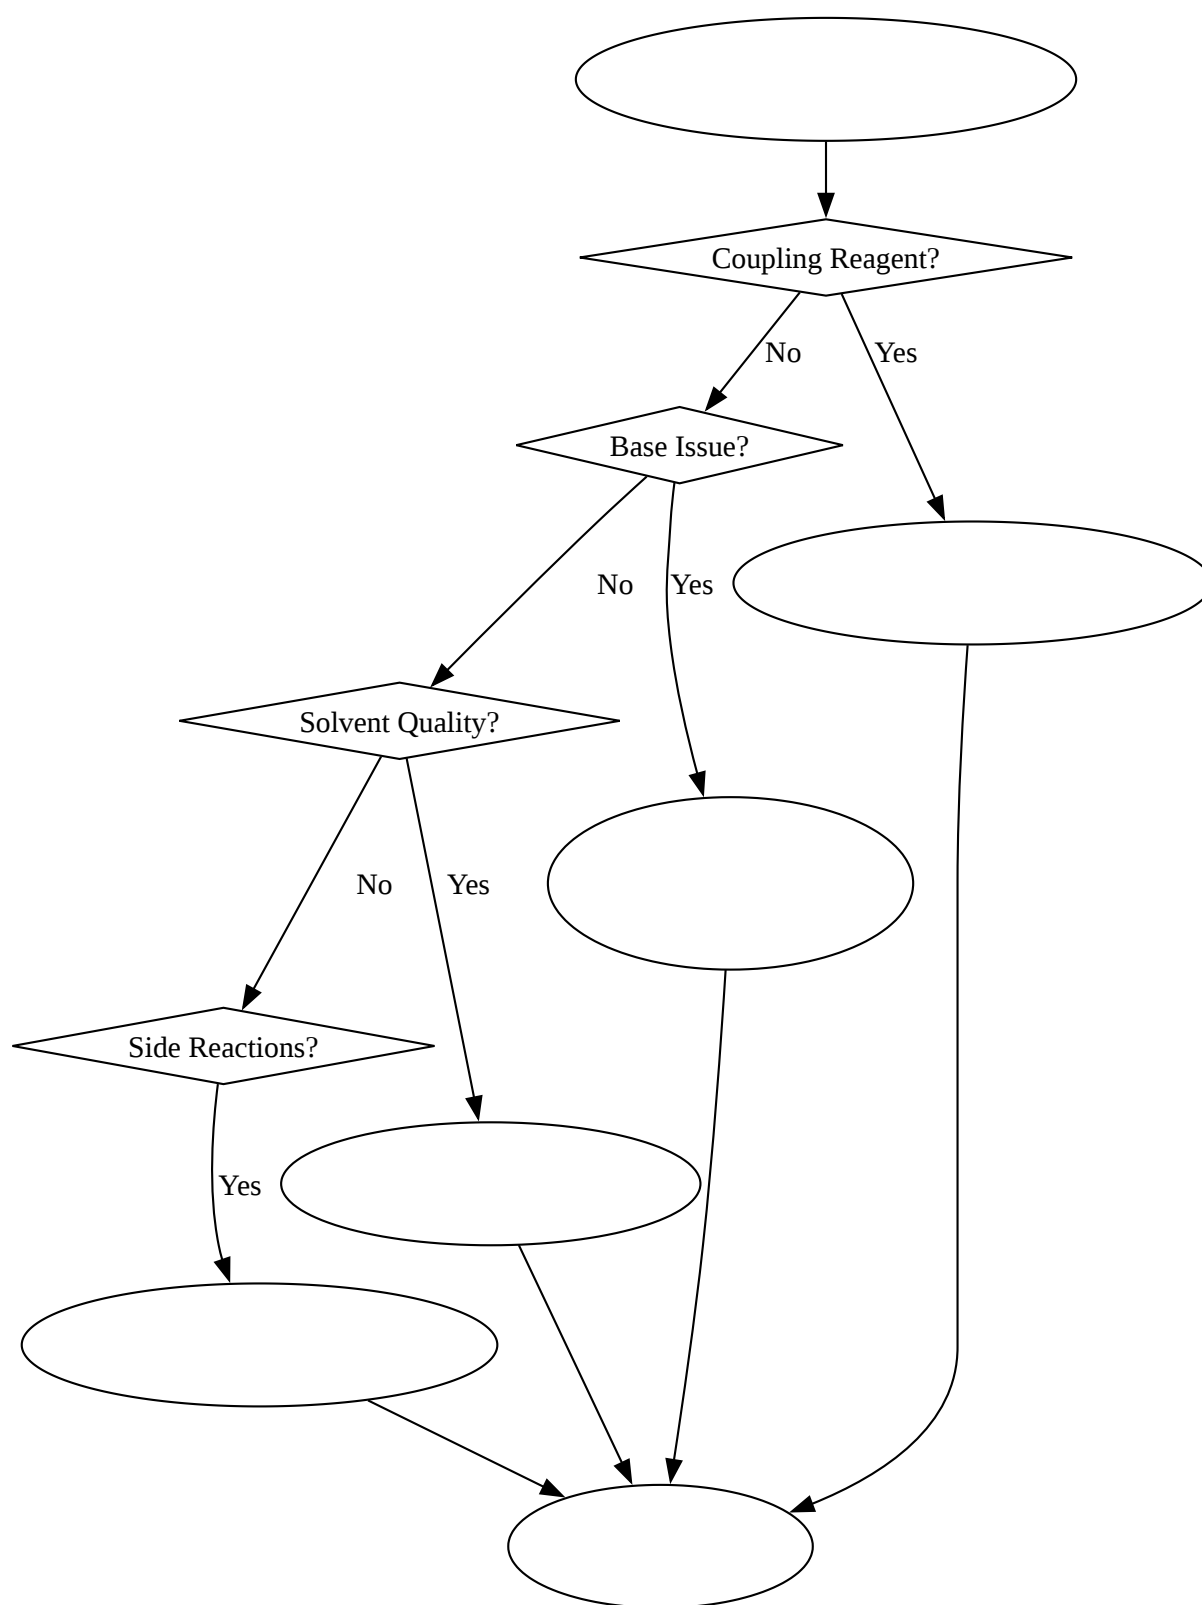 Coupling Reagent?
No
Yes
Base Issue?
No
Yes
Solvent Quality?
No
Yes
Side Reactions?
Yes